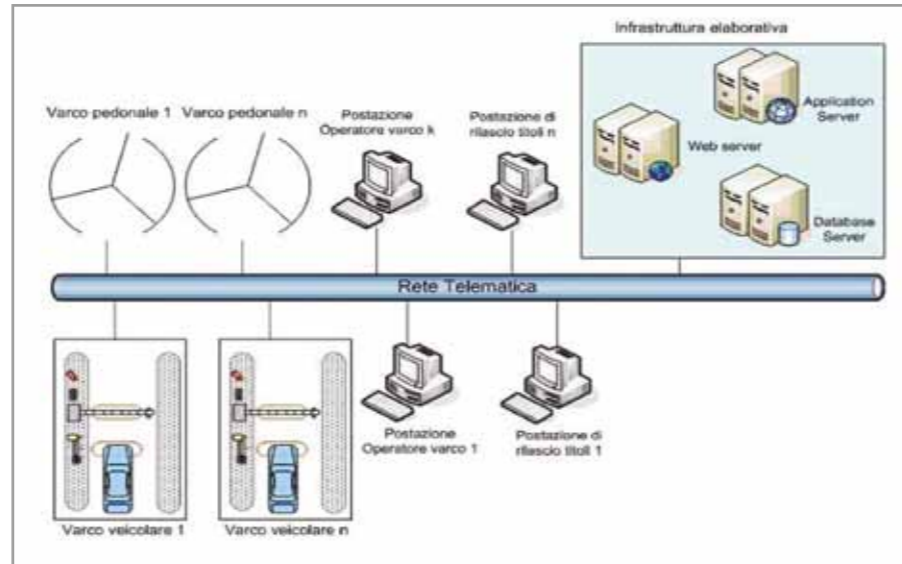 Infrastruttura elaborativa
Varco pedonale 1
Varco pedonale n
Postazione
Operatore varco k
Postazione di
rilascio titoli n
Application
Server
Web server
Database
Server
Rete Telematica
Postazione
Operatore varco 1
Postazione di
rilascio titoli 1
Varco veicolare 1
Varco veicolare n